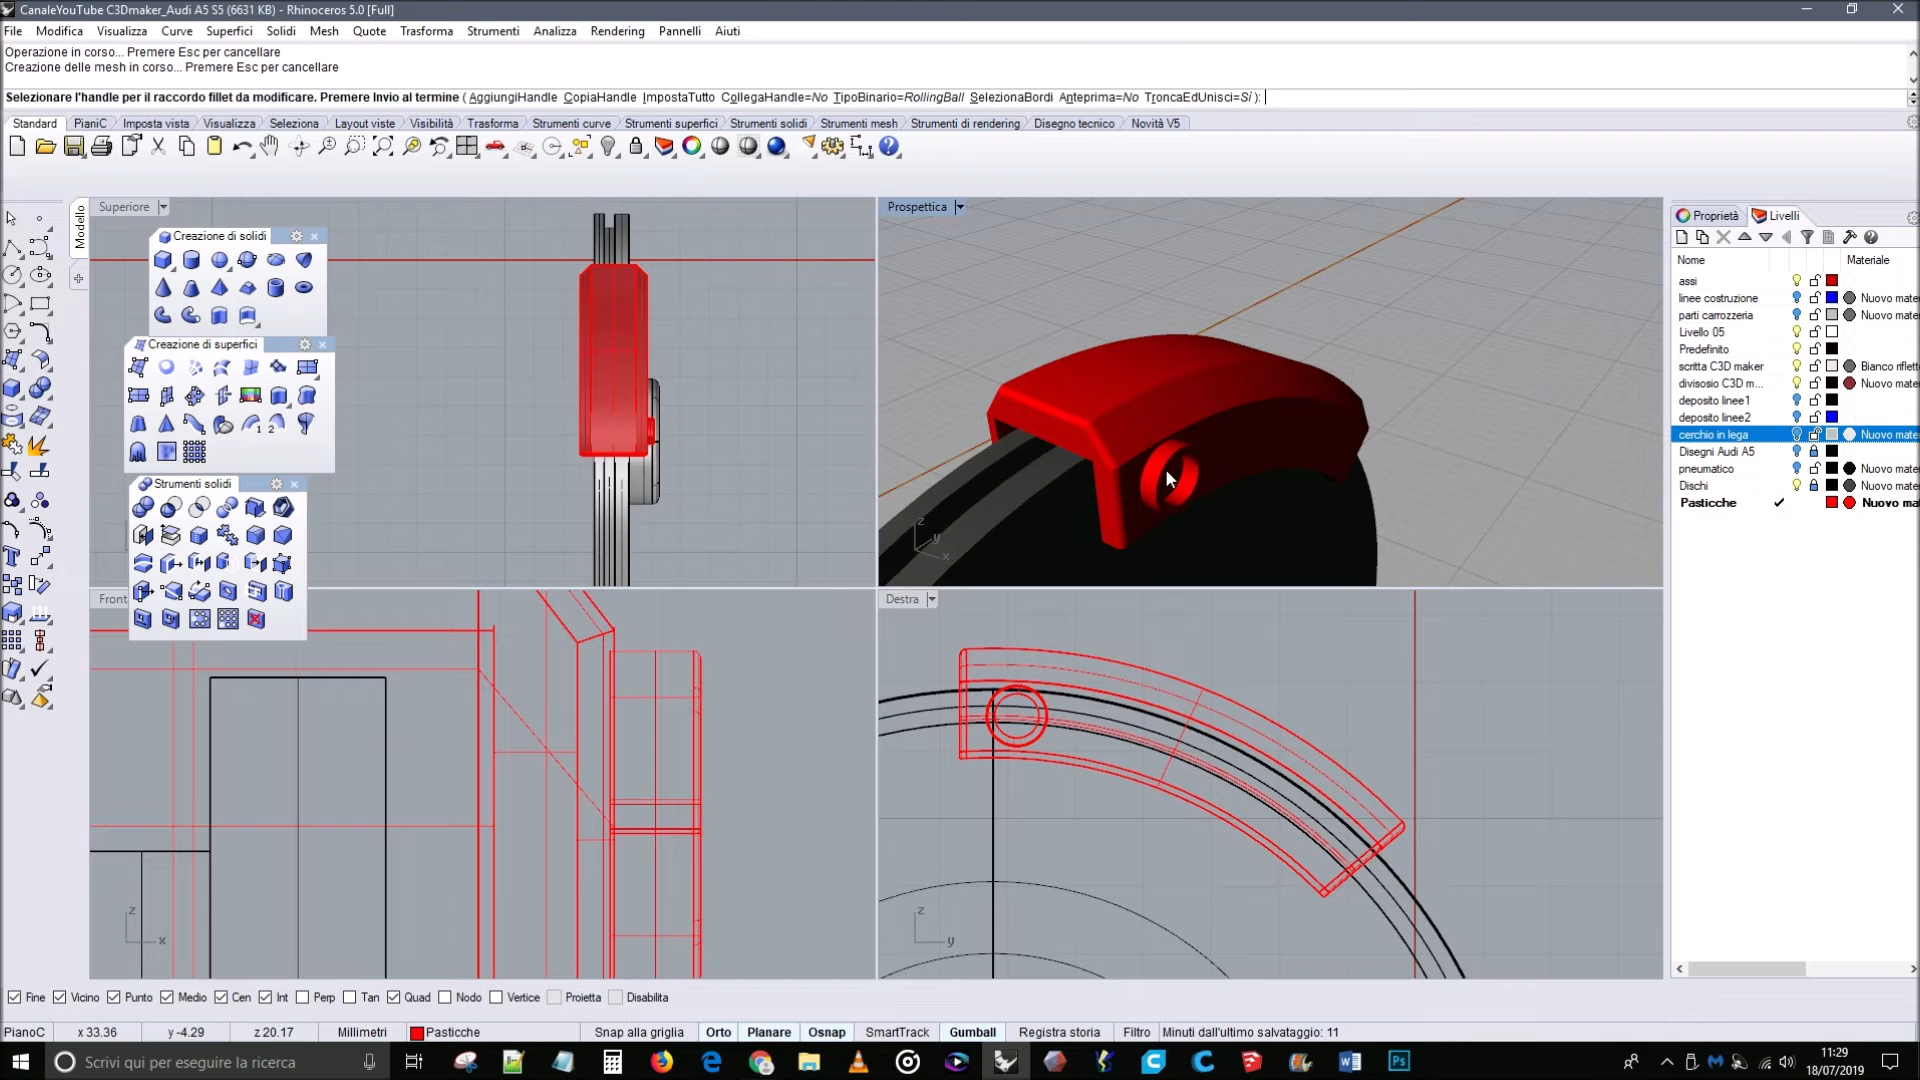 CanaleYouTube C3Dmaker_Audi A5 S5 (6631 KB) - Rhinoceros 5.0 [Full]
File Modifica Visualizza Curve Superfici Solidi Mesh Quote Trasforma Strumenti Analizza Rendering Pannelli Aiuti
Operazione in corso... Premere Esc per cancellare
Creazione delle mesh in corso... Premere Esc per cancellare
Selezionare l'handle per il raccordo fillet da modificare. Premere Invio al termine ( AggiungiHandle CopiaHandle ImpostaTutto CollegaHandle=No TipoBinario=RollingBall SelezionaBordi Anteprima=No TroncaEdUnisci=Sì ):
Standard PianiC Imposta vista Visualizza Seleziona Layout viste Visibilità Trasforma Strumenti curve Strumenti superfici Strumenti solidi Strumenti mesh Strumenti di rendering Disegno tecnico Novità V5
Modello
Superiore
Creazione di solidi
Creazione di superfici
1 2
Strumenti solidi
Prospettica
z
y
x
Front
z
x
Destra
z
y
Proprietà Livelli
Nome Materiale
assi
linee costruzione Nuovo mate
parti carrozzeria Nuovo mate
Livello 05
Predefinito
scritta C3D maker Bianco riflett
divisosio C3D m... Nuovo mate
deposito linee1
deposito linee2
cerchio in lega Nuovo mate
Disegni Audi A5
pneumatico Nuovo mate
Dischi Nuovo mate
Pasticche Nuovo ma
Fine Vicino Punto Medio Cen Int Perp Tan Quad Nodo Vertice Proietta Disabilita
PianoC x 33.36 y -4.29 z 20.17 Millimetri Pasticche Snap alla griglia Orto Planare Osnap SmartTrack Gumball Registra storia Filtro Minuti dall'ultimo salvataggio: 11
Scrivi qui per eseguire la ricerca
11:29
18/07/2019